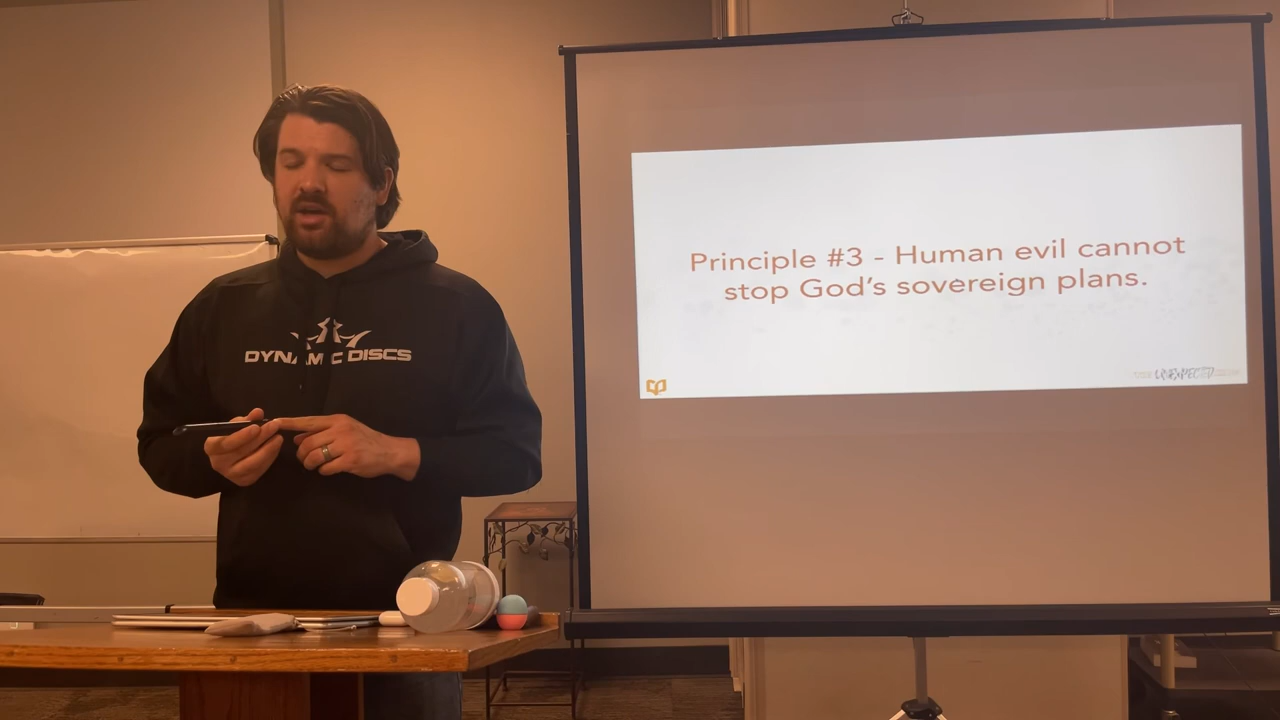 DYNAMIC DISCS
Principle #3 - Human evil cannot
stop God's sovereign plans.
UNEXPECTED